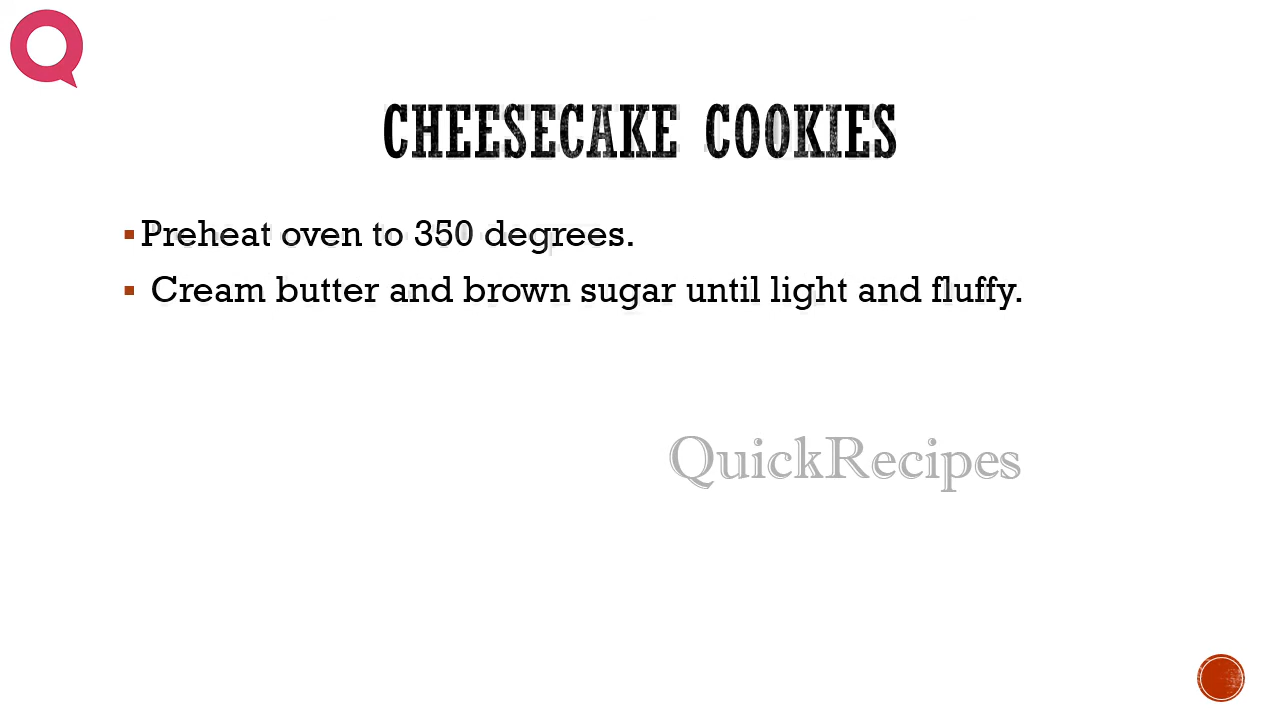 CHEESECAKE COOKIES
▪ Preheat oven to 350 degrees.
▪ Cream butter and brown sugar until light and fluffy.
QuickRecipes